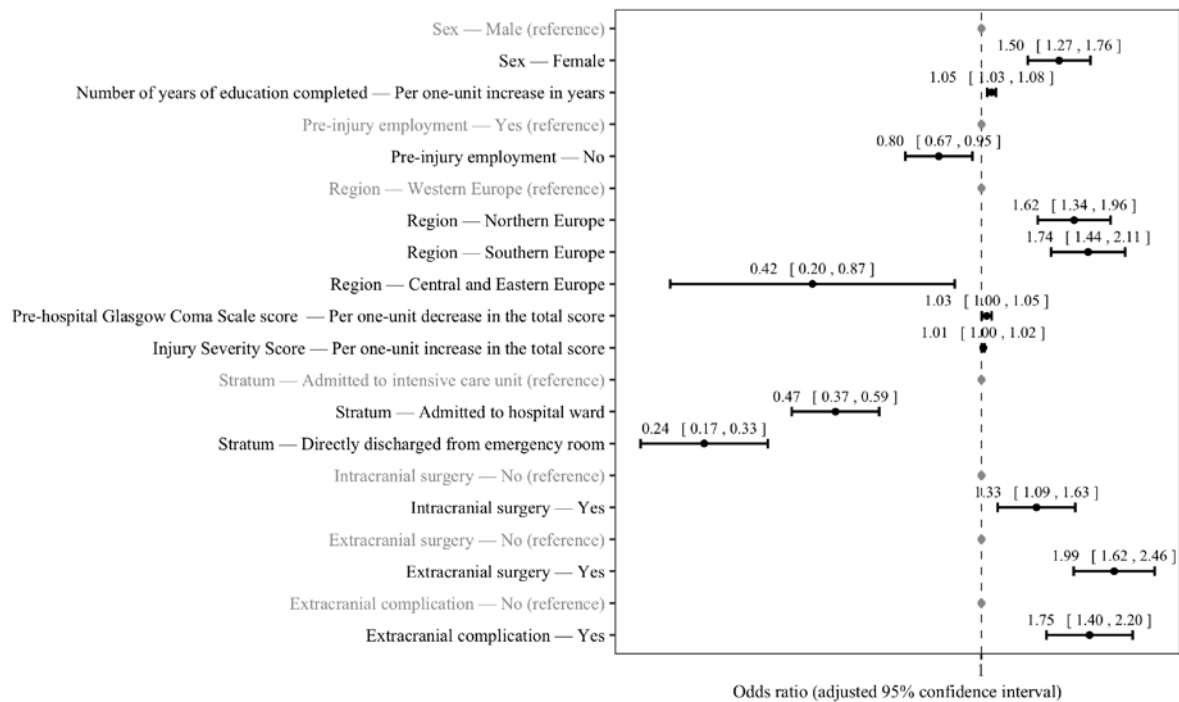 Sex — Male (reference)
1.50 [ 1.27 , 1.76 ]
Sex — Female
1.05 [ 1.03 , 1.08 ]
Number of years of education completed — Per one-unit increase in years
Pre-injury employment — Yes (reference)
0.80 [ 0.67 , 0.95 ]
Pre-injury employment — No
Region — Western Europe (reference)
1.62 [ 1.34 , 1.96 ]
Region — Northern Europe
1.74 [ 1.44 , 2.11 ]
Region — Southern Europe
0.42 [ 0.20 , 0.87 ]
Region — Central and Eastern Europe
1.03 [ 1.00 , 1.05 ]
Pre-hospital Glasgow Coma Scale score — Per one-unit decrease in the total score
1.01 [ 1.00 , 1.02 ]
Injury Severity Score — Per one-unit increase in the total score
Stratum — Admitted to intensive care unit (reference)
0.47 [ 0.37 , 0.59 ]
Stratum — Admitted to hospital ward
0.24 [ 0.17 , 0.33 ]
Stratum — Directly discharged from emergency room
Intracranial surgery — No (reference)
1.33 [ 1.09 , 1.63 ]
Intracranial surgery — Yes
Extracranial surgery — No (reference)
1.99 [ 1.62 , 2.46 ]
Extracranial surgery — Yes
Extracranial complication — No (reference)
1.75 [ 1.40 , 2.20 ]
Extracranial complication — Yes
1
Odds ratio (adjusted 95% confidence interval)